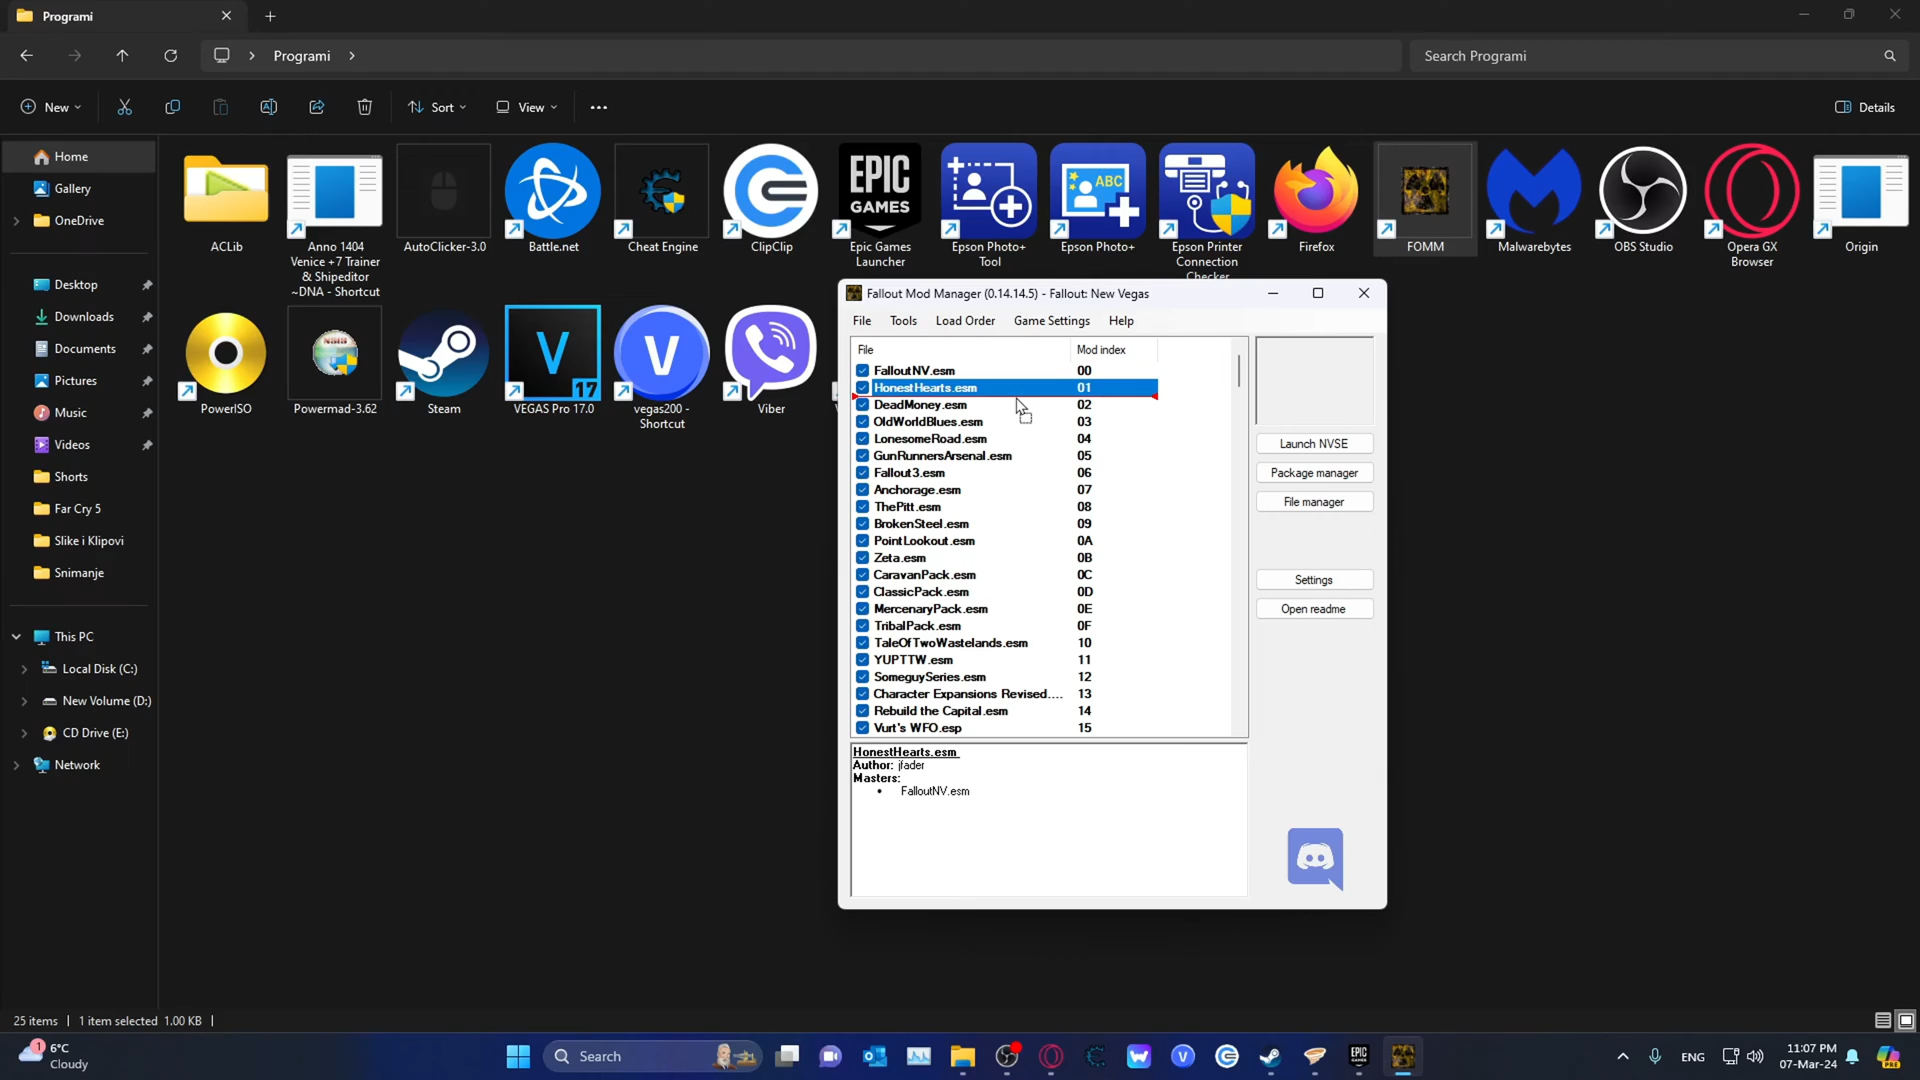 Programi
Programi
Search Programi
New
Sort
View
Details
Home
Gallery
OneDrive
Desktop
Downloads
Documents
Pictures
Music
Videos
Shorts
Far Cry 5
Slike i Klipovi
Snimanje
This PC
Local Disk (C:)
New Volume (D:)
CD Drive (E:)
Network
ACLib
Anno 1404
Venice +7 Trainer
& Shipeditor
~DNA - Shortcut
AutoClicker-3.0
Battle.net
Cheat Engine
ClipClip
EPIC
GAMES
Epic Games
Launcher
Epson Photo+
Tool
ABC
Epson Photo+
Epson Printer
Connection
Checker
Firefox
FOMM
Malwarebytes
OBS Studio
Opera GX
Browser
Origin
PowerISO
NSIS
Powermad-3.62
Steam
V
17
VEGAS Pro 17.0
V
vegas200 -
Shortcut
Viber
Fallout Mod Manager (0.14.14.5) - Fallout: New Vegas
File Tools Load Order Game Settings Help
File Mod index
FalloutNV.esm 00
HonestHearts.esm 01
DeadMoney.esm 02
OldWorldBlues.esm 03
LonesomeRoad.esm 04
GunRunnersArsenal.esm 05
Fallout3.esm 06
Anchorage.esm 07
ThePitt.esm 08
BrokenSteel.esm 09
PointLookout.esm 0A
Zeta.esm 0B
CaravanPack.esm 0C
ClassicPack.esm 0D
MercenaryPack.esm 0E
TribalPack.esm 0F
TaleOfTwoWastelands.esm 10
YUPTTW.esm 11
SomeguySeries.esm 12
Character Expansions Revised.... 13
Rebuild the Capital.esm 14
Vurt's WFO.esp 15
Launch NVSE
Package manager
File manager
Settings
Open readme
HonestHearts.esm
Author: jfader
Masters:
• FalloutNV.esm
25 items | 1 item selected 1.00 KB |
1
6°C
Cloudy
Search
ENG
11:07 PM
07-Mar-24
PRE